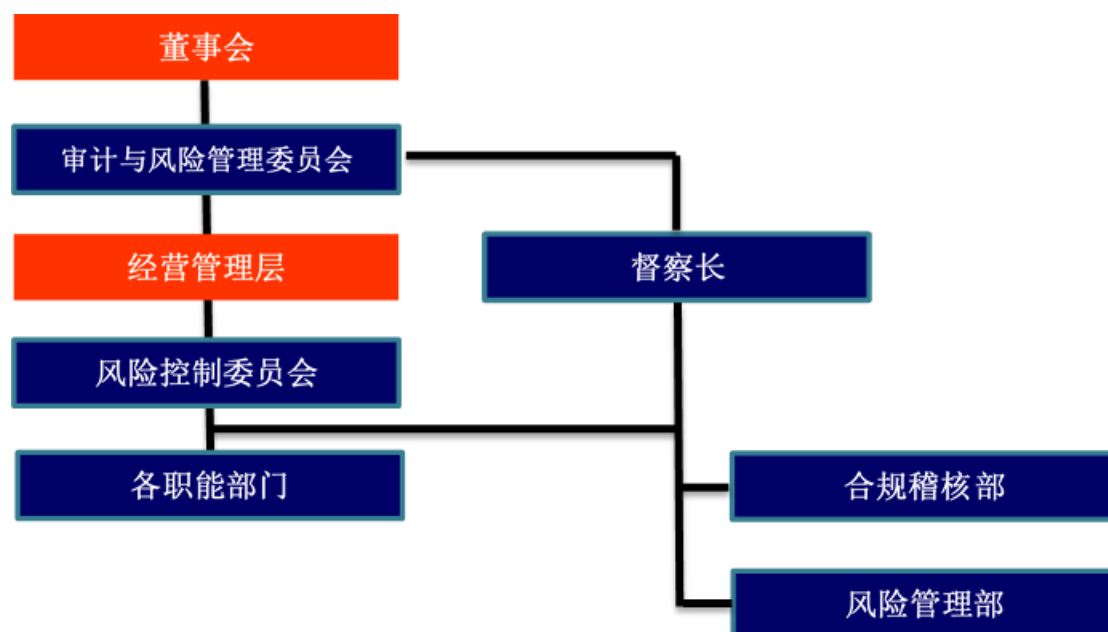 董事会
审计与风险管理委员会
经营管理层
督察长
风险控制委员会
各职能部门
合规稽核部
风险管理部